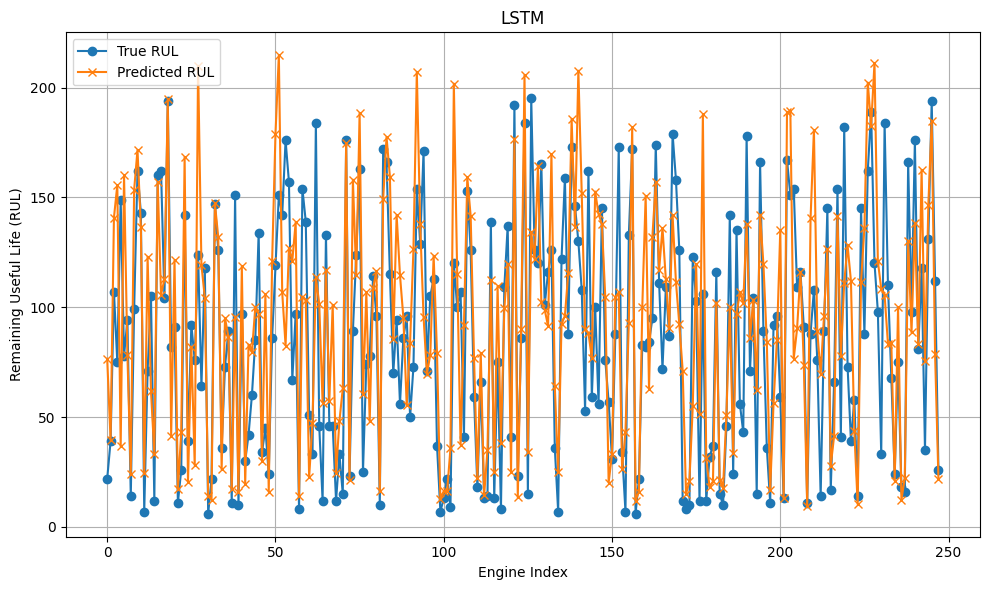 LSTM
True RUL
Predicted RUL
Remaining Useful Life (RUL)
200
150
100
50
0
0
50
100
150
200
250
Engine Index